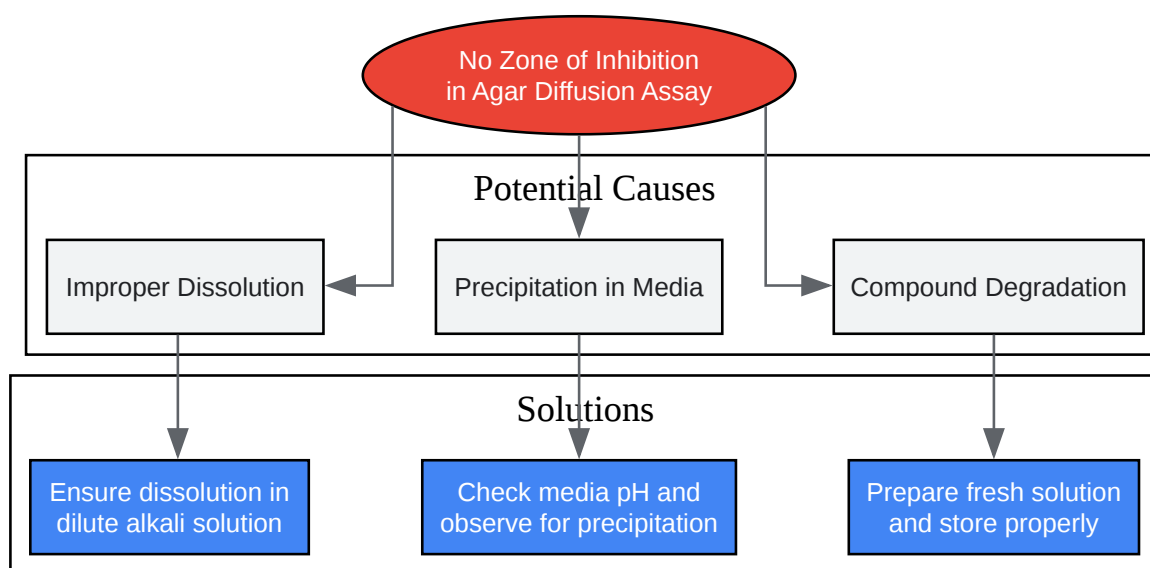 No Zone of Inhibition
in Agar Diffusion Assay
Potential Causes
Improper Dissolution
Precipitation in Media
Compound Degradation
Solutions
Ensure dissolution in
dilute alkali solution
Check media pH and
observe for precipitation
Prepare fresh solution
and store properly